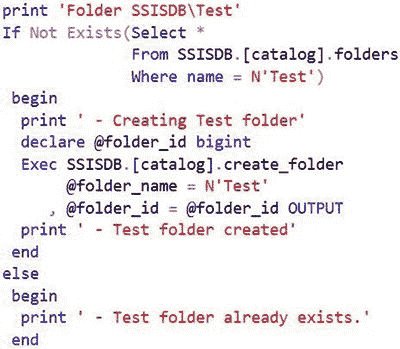 print 'Folder SSISDB\Test'
If Not Exists(Select *
              From SSISDB.[catalog].folders
              Where name = N'Test')
 begin
  print ' - Creating Test folder'
  declare @folder_id bigint
  Exec SSISDB.[catalog].create_folder
       @folder_name = N'Test'
     , @folder_id = @folder_id OUTPUT
  print ' - Test folder created'
 end
else
 begin
  print ' - Test folder already exists.'
 end